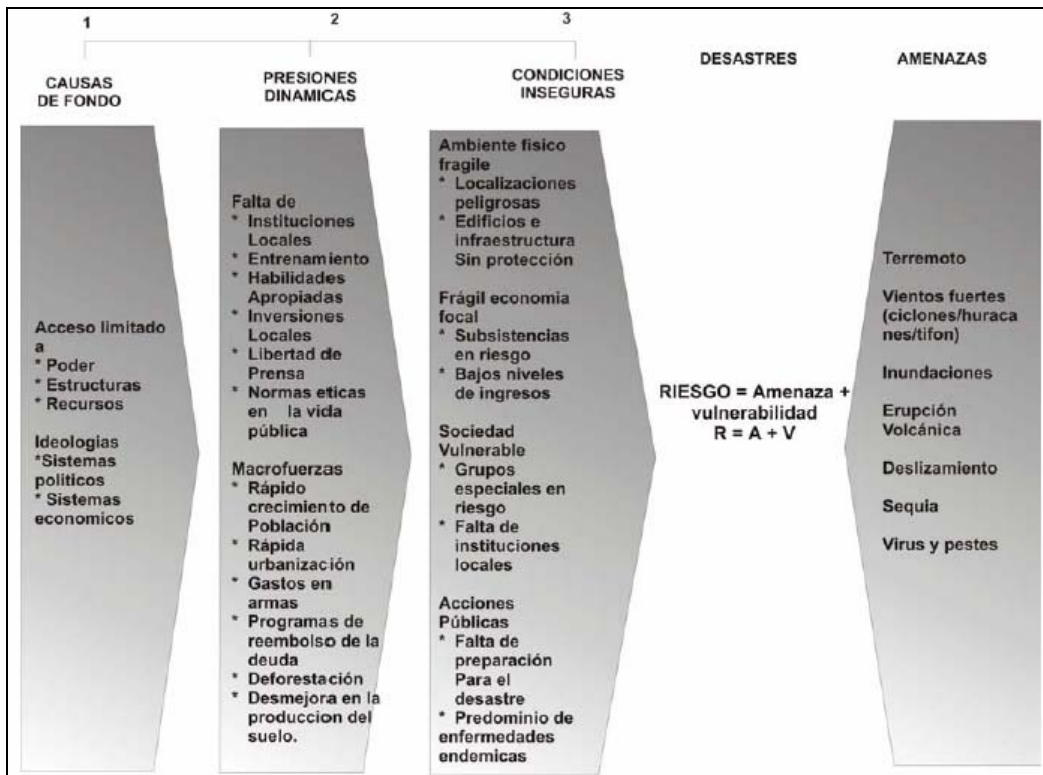 1
2
3
CAUSAS
DE FONDO
PRESIONES
DINAMICAS
CONDICIONES
INSEGURAS
DESASTRES
AMENAZAS
Acceso limitado
a
* Poder
* Estructuras
* Recursos
Ideologias
*Sistemas
politicos
* Sistemas
economicos
Falta de
* Instituciones
Locales
* Entrenamiento
* Habilidades
Apropiadas
* Inversiones
Locales
* Libertad de
Prensa
* Normas eticas
en la vida
pública
Macrofuerzas
* Rápido
crecimiento de
Población
* Rápida
urbanización
* Gastos en
armas
* Programas de
reembolso de la
deuda
* Deforestación
* Desmejora en la
produccion del
suelo.
Ambiente fisico
fragile
* Localizaciones
peligrosas
* Edificios e
infraestructura
Sin protección
Frágil economia
focal
* Subsistencias
en riesgo
* Bajos niveles
de ingresos
Sociedad
Vulnerable
* Grupos
especiales en
riesgo
* Falta de
instituciones
locales
Acciones
Públicas
* Falta de
preparación
Para el
desastre
* Predominio de
enfermedades
endemicas
RIESGO = Amenaza +
vulnerabilidad
R = A + V
Terremoto
Vientos fuertes
(ciclones/huraca
nes/tifon)
Inundaciones
Erupción
Volcánica
Deslizamiento
Sequia
Virus y pestes